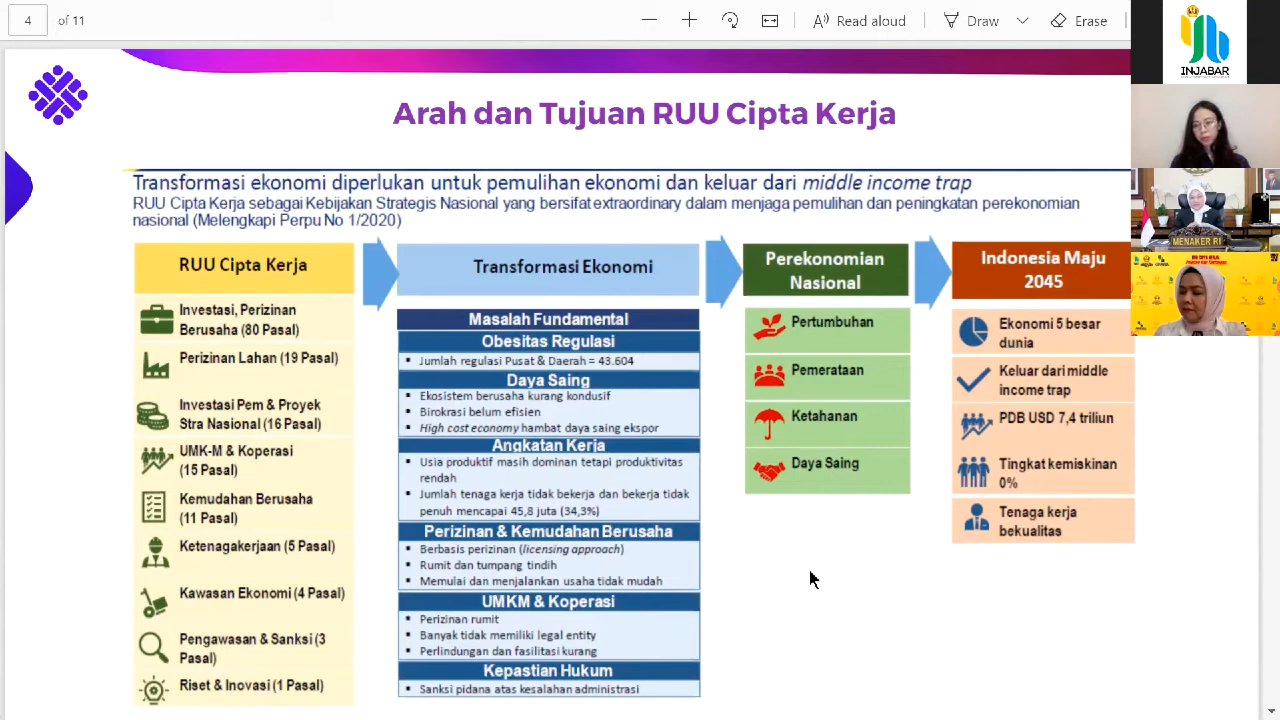 4 of 11
Read aloud
Draw
Erase
INJABAR
Arah dan Tujuan RUU Cipta Kerja
Transformasi ekonomi diperlukan untuk pemulihan ekonomi dan keluar dari middle income trap
RUU Cipta Kerja sebagai Kebijakan Strategis Nasional yang bersifat extraordinary dalam menjaga pemulihan dan peningkatan perekonomian
nasional (Melengkapi Perpu No 1/2020)
MENAKER RI
RUU Cipta Kerja
Investasi, Perizinan
Berusaha (80 Pasal)
Perizinan Lahan (19 Pasal)
Investasi Pem & Proyek
Stra Nasional (16 Pasal)
UMK-M & Koperasi
(15 Pasal)
Kemudahan Berusaha
(11 Pasal)
Ketenagakerjaan (5 Pasal)
Kawasan Ekonomi (4 Pasal)
Pengawasan & Sanksi (3
Pasal)
Riset & Inovasi (1 Pasal)
Transformasi Ekonomi
Masalah Fundamental
Obesitas Regulasi
▪ Jumlah regulasi Pusat & Daerah = 43.604
Daya Saing
▪ Ekosistem berusaha kurang kondusif
▪ Birokrasi belum efisien
▪ High cost economy hambat daya saing ekspor
Angkatan Kerja
▪ Usia produktif masih dominan tetapi produktivitas
rendah
▪ Jumlah tenaga kerja tidak bekerja dan bekerja tidak
penuh mencapai 45,8 juta (34,3%)
Perizinan & Kemudahan Berusaha
▪ Berbasis perizinan (licensing approach)
▪ Rumit dan tumpang tindih
▪ Memulai dan menjalankan usaha tidak mudah
UMKM & Koperasi
▪ Perizinan rumit
▪ Banyak tidak memiliki legal entity
▪ Perlindungan dan fasilitasi kurang
Kepastian Hukum
▪ Sanksi pidana atas kesalahan administrasi
Perekonomian
Nasional
Pertumbuhan
Pemerataan
Ketahanan
Daya Saing
Indonesia Maju
2045
Ekonomi 5 besar
dunia
Keluar dari middle
income trap
PDB USD 7,4 triliun
Tingkat kemiskinan
0%
Tenaga kerja
bekualitas